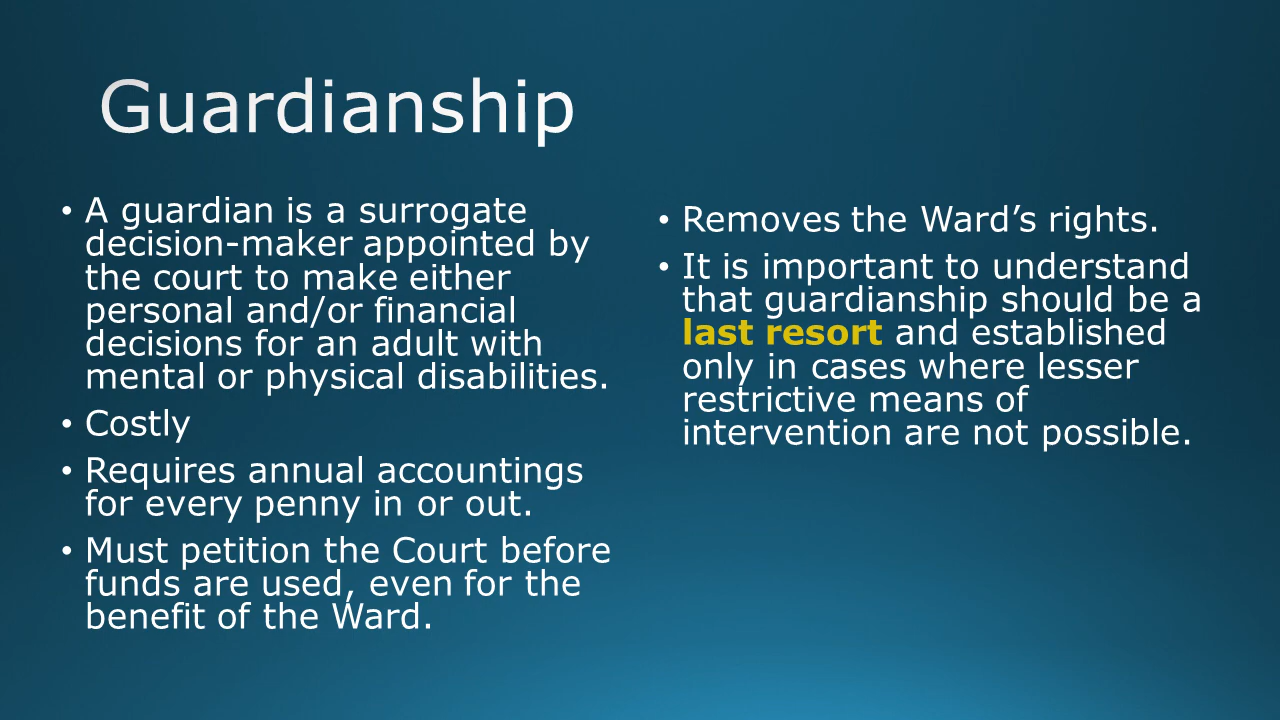 Guardianship
• A guardian is a surrogate
decision-maker appointed by
the court to make either
personal and/or financial
decisions for an adult with
mental or physical disabilities.
• Costly
• Requires annual accountings
for every penny in or out.
• Must petition the Court before
funds are used, even for the
benefit of the Ward.
• Removes the Ward’s rights.
• It is important to understand
that guardianship should be a
last resort and established
only in cases where lesser
restrictive means of
intervention are not possible.